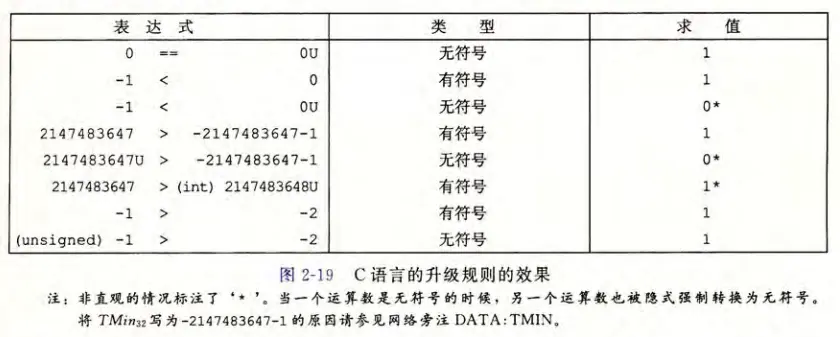 表 达 式 类 型 求 值
0 == 0U 无符号 1
-1 < 0 有符号 1
-1 < 0U 无符号 0*
2147483647 > -2147483647-1 有符号 1
2147483647U > -2147483647-1 无符号 0*
2147483647 > (int) 2147483648U 有符号 1*
-1 > -2 有符号 1
(unsigned) -1 > -2 无符号 1
图 2-19 C 语言的升级规则的效果
注：非直观的情况标注了‘*’。当一个运算数是无符号的时候，另一个运算数也被隐式强制转换为无符号。
将 TMin32写为-2147483647-1 的原因请参见网络旁注 DATA:TMIN。